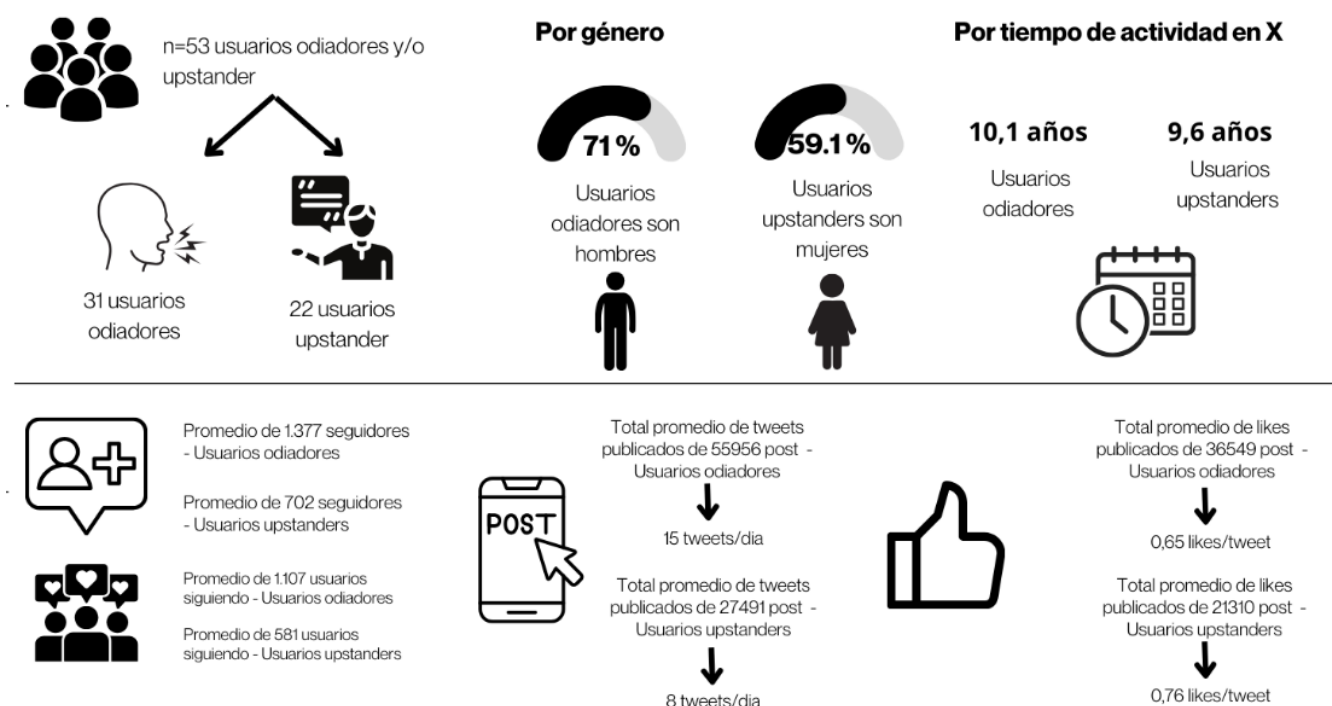 n=53 usuarios odiadores y/o
upstander
31 usuarios
odiadores
22 usuarios
upstander
Por género
71%
Usuarios
odiadores son
hombres
59.1%
Usuarios
upstanders son
mujeres
Por tiempo de actividad en X
10,1 años
Usuarios
odiadores
9,6 años
Usuarios
upstanders
Promedio de 1.377 seguidores
- Usuarios odiadores
Promedio de 702 seguidores
- Usuarios upstanders
Promedio de 1.107 usuarios
siguiendo - Usuarios odiadores
Promedio de 581 usuarios
siguiendo - Usuarios upstanders
POST
Total promedio de tweets
publicados de 55956 post -
Usuarios odiadores
15 tweets/dia
Total promedio de tweets
publicados de 27491 post -
Usuarios upstanders
8 tweets/dia
Total promedio de likes
publicados de 36549 post -
Usuarios odiadores
0,65 likes/tweet
Total promedio de likes
publicados de 21310 post -
Usuarios upstanders
0,76 likes/tweet